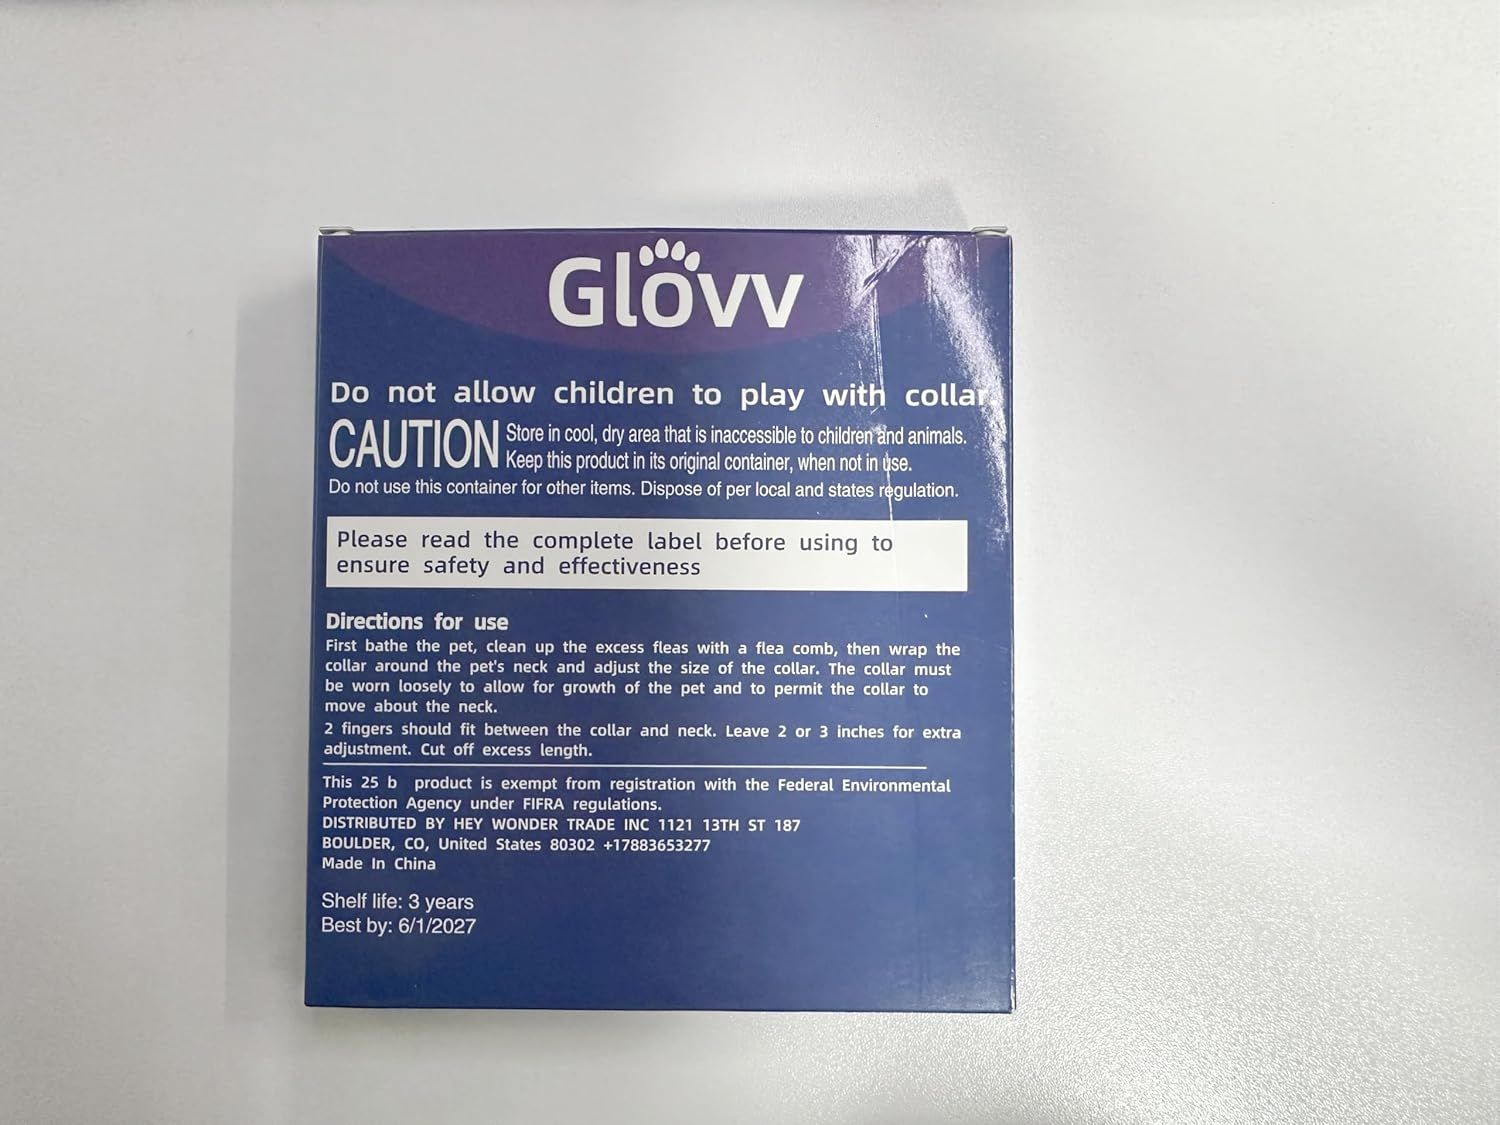 Glovv
Do not allow children to play with collar.
CAUTION Store in cool, dry area that is inaccessible to children and animals.
Keep this product in its original container, when not in use.
Do not use this container for other items. Dispose of per local and states regulation.
Please read the complete label before using to
ensure safety and effectiveness
Directions for use
First bathe the pet, clean up the excess fleas with a flea comb, then wrap the
collar around the pet's neck and adjust the size of the collar. The collar must
be worn loosely to allow for growth of the pet and to permit the collar to
move about the neck.
2 fingers should fit between the collar and neck. Leave 2 or 3 inches for extra
adjustment. Cut off excess length.
This 25 b product is exempt from registration with the Federal Environmental
Protection Agency under FIFRA regulations.
DISTRIBUTED BY HEY WONDER TRADE INC 1121 13TH ST 187
BOULDER, CO, United States 80302 +17883653277
Made In China
Shelf life: 3 years
Best by: 6/1/2027